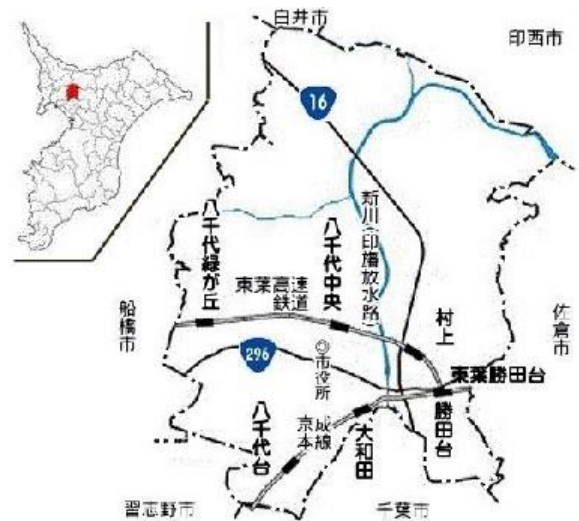 白井市
印西市
16
八千代緑が丘
八千代中央
新川(印旛放水路)
東葉高速
鉄道
村上
船橋市
佐倉市
296
◎市役所
東葉勝田台
八千代台
京成
本線
大和田
勝田台
習志野市
千葉市